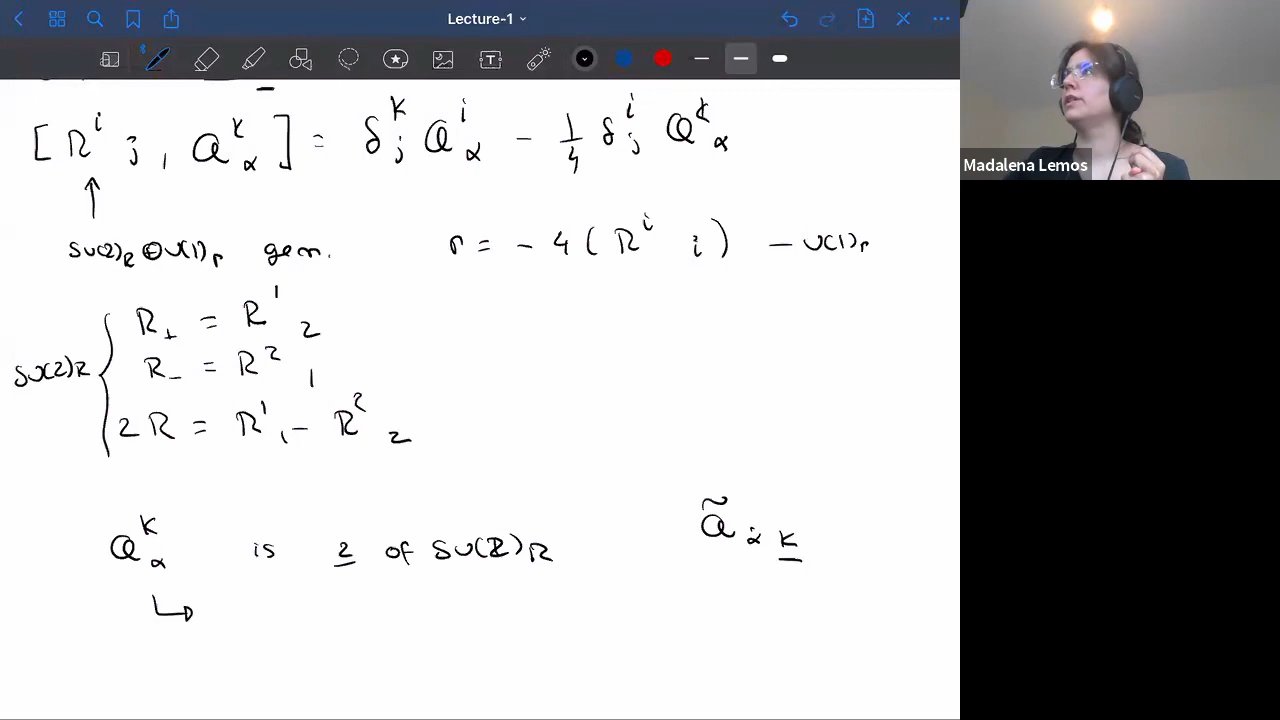 Lecture-1
Madalena Lemos
[R^i_j, Q^k_α] = δ^k_j Q^i_α - 1/4 δ^i_j Q^k_α
↑
SU(2)_R ⊕ U(1)_r gen. r = - 4 (R^i_i) - U(1)_r
SU(2)_R { R_+ = R^1_2
R_- = R^2_1
2R = R^1_1 - R^2_2
Q^k_α is 2 of SU(2)_R Q̃_α̇ k
↳